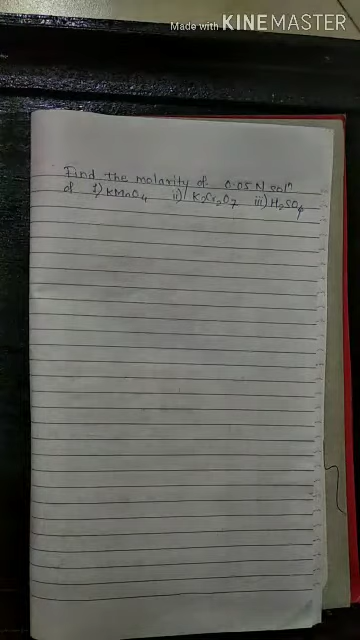 Made with KINEMASTER
Find the molarity of 0.05 N solⁿ
of i) KMnO₄ ii) K₂Cr₂O₇ iii) H₂SO₄